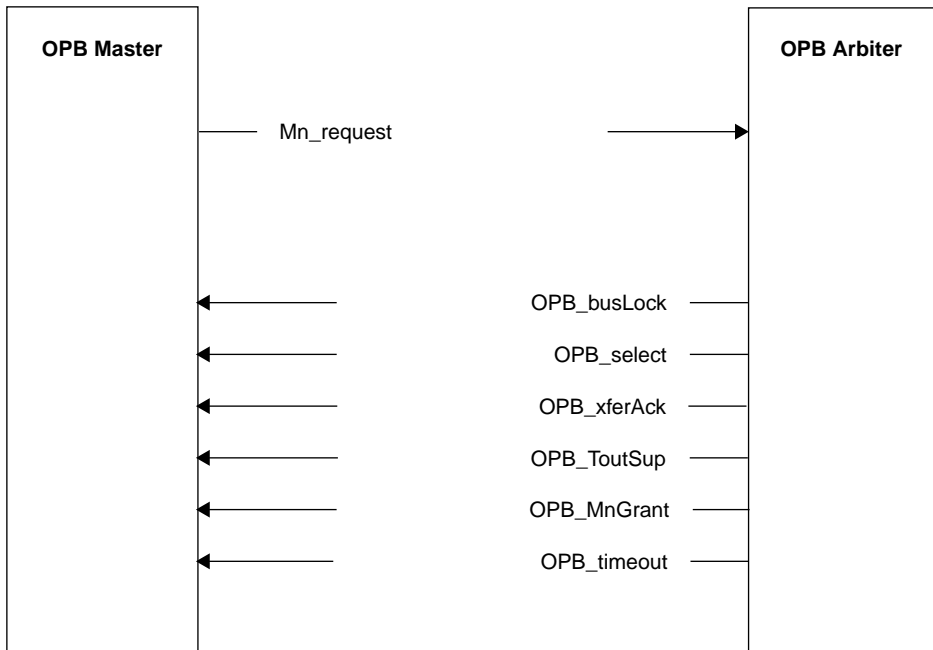 OPB Master
OPB Arbiter
Mn_request
OPB_busLock
OPB_select
OPB_xferAck
OPB_ToutSup
OPB_MnGrant
OPB_timeout